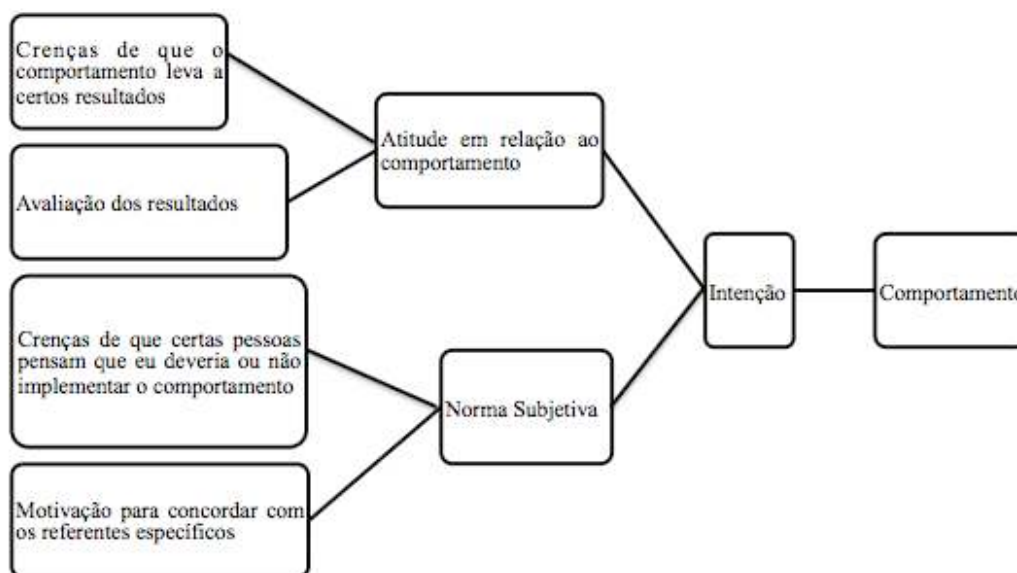 Crenças de que o
comportamento leva a
certos resultados
Avaliação dos resultados
Crenças de que certas pessoas
pensam que eu deveria ou não
implementar o comportamento
Motivação para concordar com
os referentes específicos
Atitude em relação ao
comportamento
Norma Subjetiva
Intenção
Comportamento